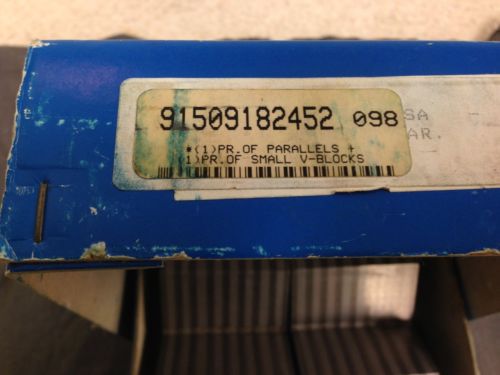 91509182452 098
SA
AR.
*(1)PR.OF PARALLELS +
(1)PR.OF SMALL V-BLOCKS